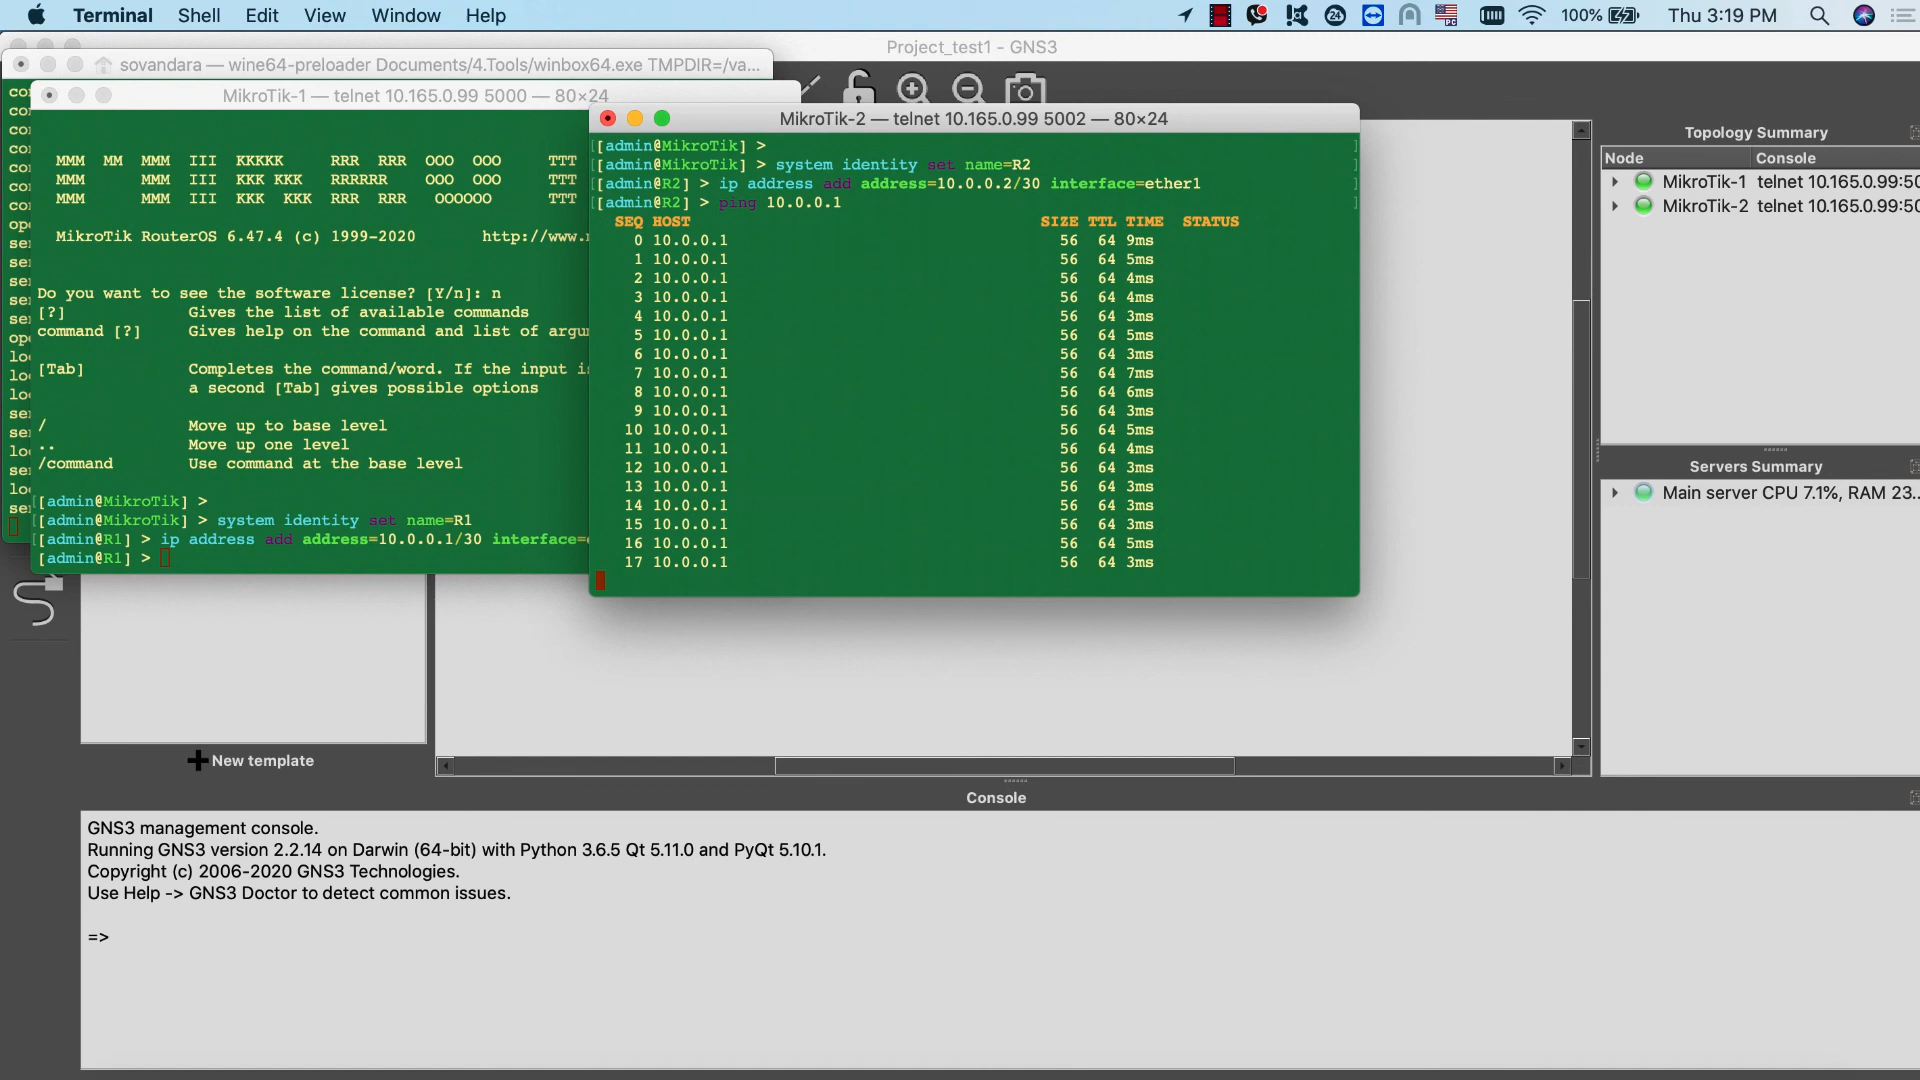 Terminal Shell Edit View Window Help 24 100% Thu 3:19 PM
Project_test1 - GNS3
sovandara — wine64-preloader Documents/4.Tools/winbox64.exe TMPDIR=/va...
MikroTik-1 — telnet 10.165.0.99 5000 — 80×24
MMM MM MMM III KKKKK RRR RRR OOO OOO TTT
MMM MMM III KKK KKK RRRRRR OOO OOO TTT
MMM MMM III KKK KKK RRR RRR OOOOOO TTT
MikroTik RouterOS 6.47.4 (c) 1999-2020 http://www.
Do you want to see the software license? [Y/n]: n
[?] Gives the list of available commands
command [?] Gives help on the command and list of argu
[Tab] Completes the command/word. If the input i
a second [Tab] gives possible options
/ Move up to base level
.. Move up one level
/command Use command at the base level
[[admin@MikroTik] >
[[admin@MikroTik] > system identity set name=R1
[[admin@R1] > ip address add address=10.0.0.1/30 interface=
[admin@R1] >
MikroTik-2 — telnet 10.165.0.99 5002 — 80×24
[[admin@MikroTik] > ]
[[admin@MikroTik] > system identity set name=R2 ]
[[admin@R2] > ip address add address=10.0.0.2/30 interface=ether1 ]
[[admin@R2] > ping 10.0.0.1 ]
SEQ HOST SIZE TTL TIME STATUS
0 10.0.0.1 56 64 9ms
1 10.0.0.1 56 64 5ms
2 10.0.0.1 56 64 4ms
3 10.0.0.1 56 64 4ms
4 10.0.0.1 56 64 3ms
5 10.0.0.1 56 64 5ms
6 10.0.0.1 56 64 3ms
7 10.0.0.1 56 64 7ms
8 10.0.0.1 56 64 6ms
9 10.0.0.1 56 64 3ms
10 10.0.0.1 56 64 5ms
11 10.0.0.1 56 64 4ms
12 10.0.0.1 56 64 3ms
13 10.0.0.1 56 64 3ms
14 10.0.0.1 56 64 3ms
15 10.0.0.1 56 64 3ms
16 10.0.0.1 56 64 5ms
17 10.0.0.1 56 64 3ms
Topology Summary
Node Console
MikroTik-1 telnet 10.165.0.99:50
MikroTik-2 telnet 10.165.0.99:50
Servers Summary
Main server CPU 7.1%, RAM 23...
New template
Console
GNS3 management console.
Running GNS3 version 2.2.14 on Darwin (64-bit) with Python 3.6.5 Qt 5.11.0 and PyQt 5.10.1.
Copyright (c) 2006-2020 GNS3 Technologies.
Use Help -> GNS3 Doctor to detect common issues.
=>